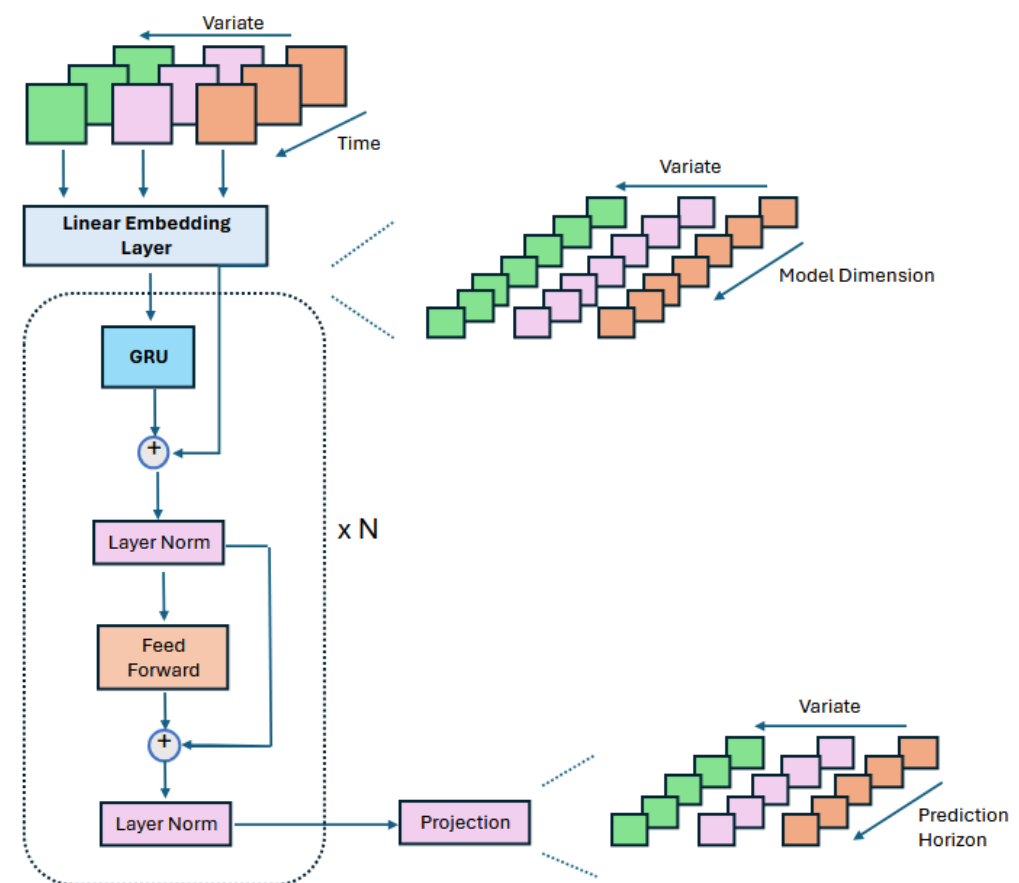 Variate
Time
Linear Embedding
Layer
Variate
Model Dimension
GRU
+
x N
Layer Norm
Feed
Forward
+
Layer Norm
Projection
Variate
Prediction
Horizon